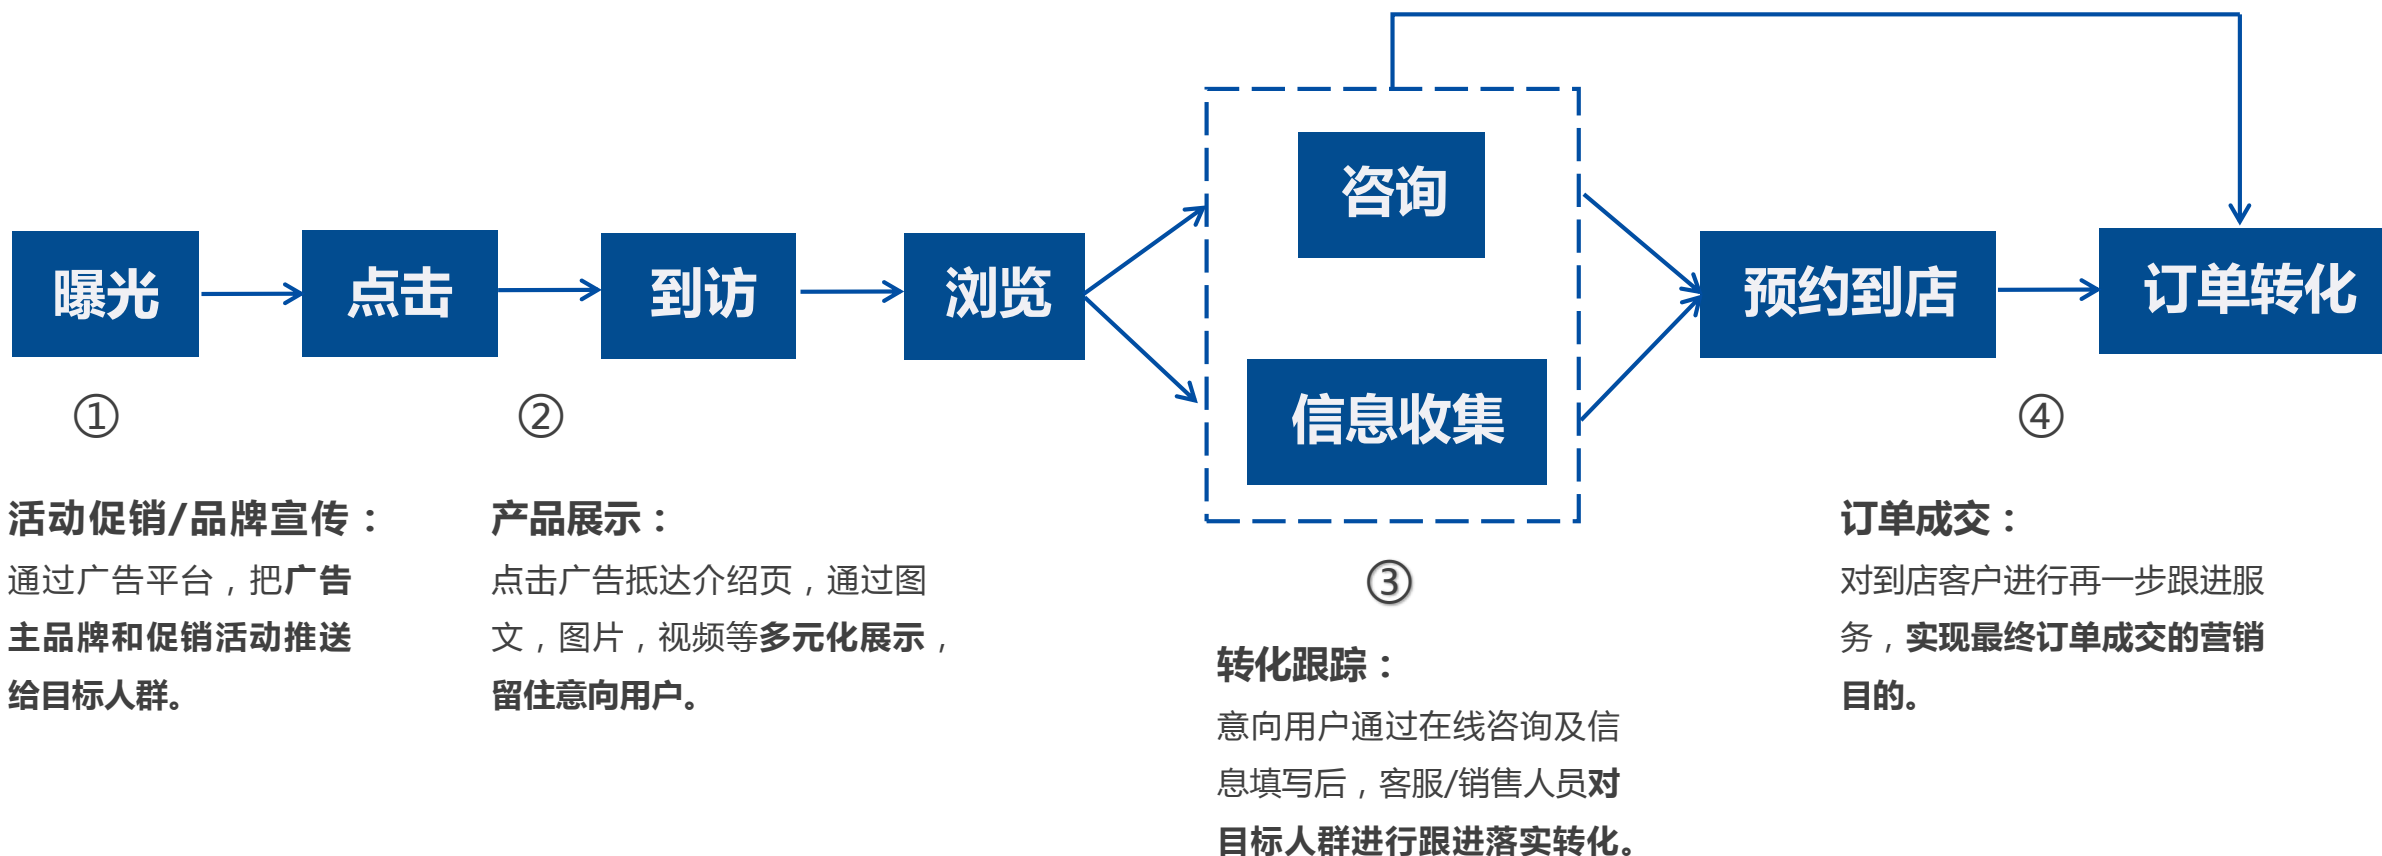 咨询
曝光
点击
到访
浏览
预约到店
订单转化
信息收集
①
②
④
活动促销/品牌宣传：
通过广告平台，把广告
主品牌和促销活动推送
给目标人群。
产品展示：
点击广告抵达介绍页，通过图
文，图片，视频等多元化展示，
留住意向用户。
③
转化跟踪：
意向用户通过在线咨询及信
息填写后，客服/销售人员对
目标人群进行跟进落实转化。
订单成交：
对到店客户进行再一步跟进服
务，实现最终订单成交的营销
目的。